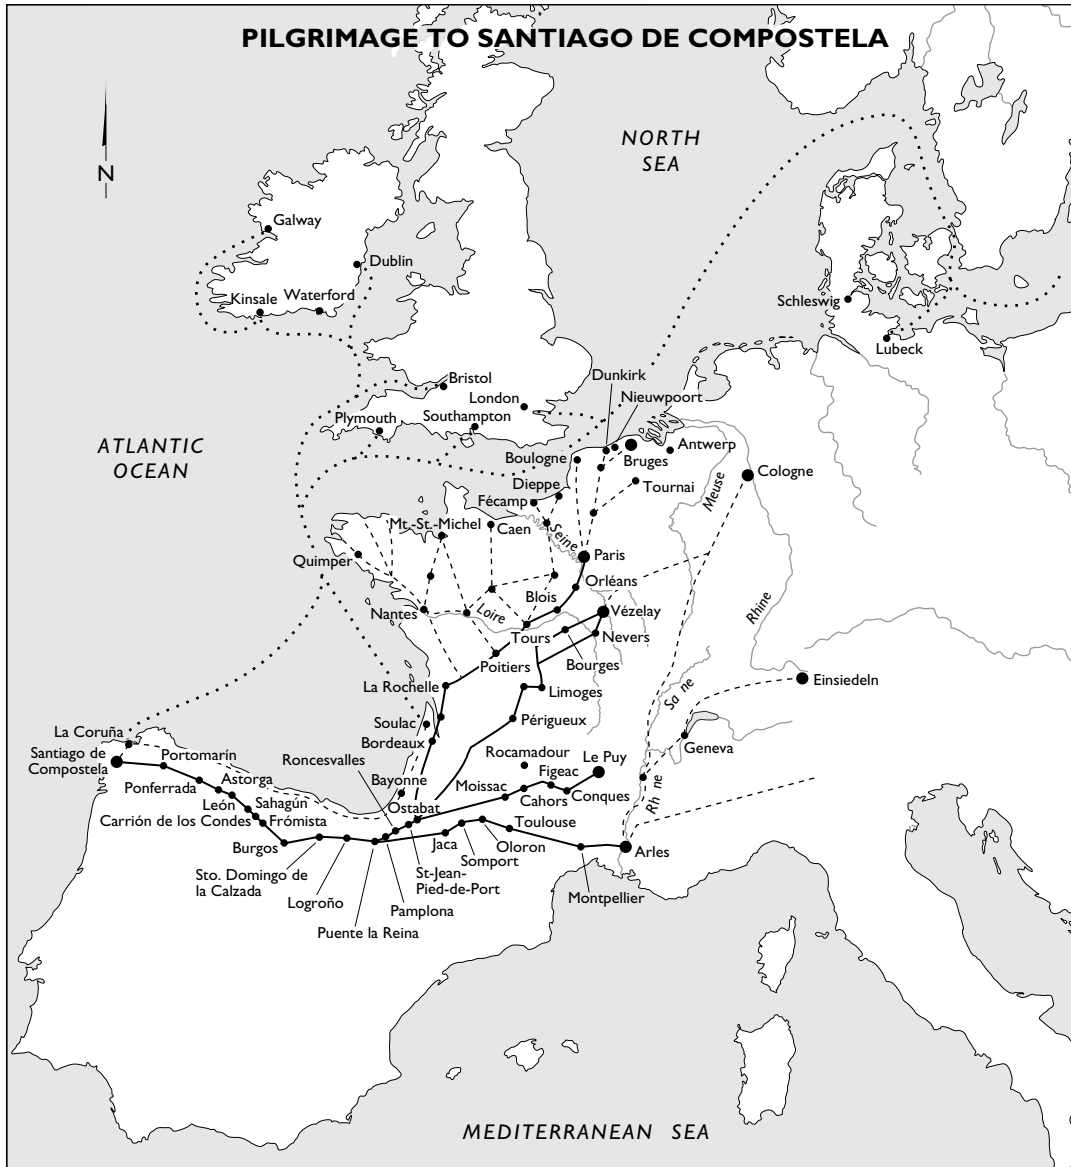 PILGRIMAGE TO SANTIAGO DE COMPOSTELA
N
NORTH
SEA
Galway
Dublin
Kinsale
Waterford
Schleswig
Lubeck
Bristol
London
Dunkirk
Nieuwpoort
Plymouth
Southampton
ATLANTIC
OCEAN
Boulogne
Bruges
Antwerp
Cologne
Dieppe
Tournai
Meuse
Fécamp
Mt.-St.-Michel
Caen
Seine
Quimper
Paris
Orléans
Rhine
Blois
Nantes
Loire
Vézelay
Tours
Nevers
Poitiers
Bourges
La Rochelle
Limoges
Sa ne
Einsiedeln
Soulac
Périgueux
La Coruña
Bordeaux
Geneva
Santiago de
Compostela
Portomarín
Roncesvalles
Rocamadour
Le Puy
Ponferrada
Astorga
Bayonne
Moissac
Figeac
Rh ne
León
Sahagún
Ostabat
Cahors
Conques
Carrión de los Condes
Frómista
Toulouse
Burgos
Jaca
Oloron
Arles
Somport
Sto. Domingo de
la Calzada
St-Jean-
Pied-de-Port
Logroño
Pamplona
Montpellier
Puente la Reina
MEDITERRANEAN SEA